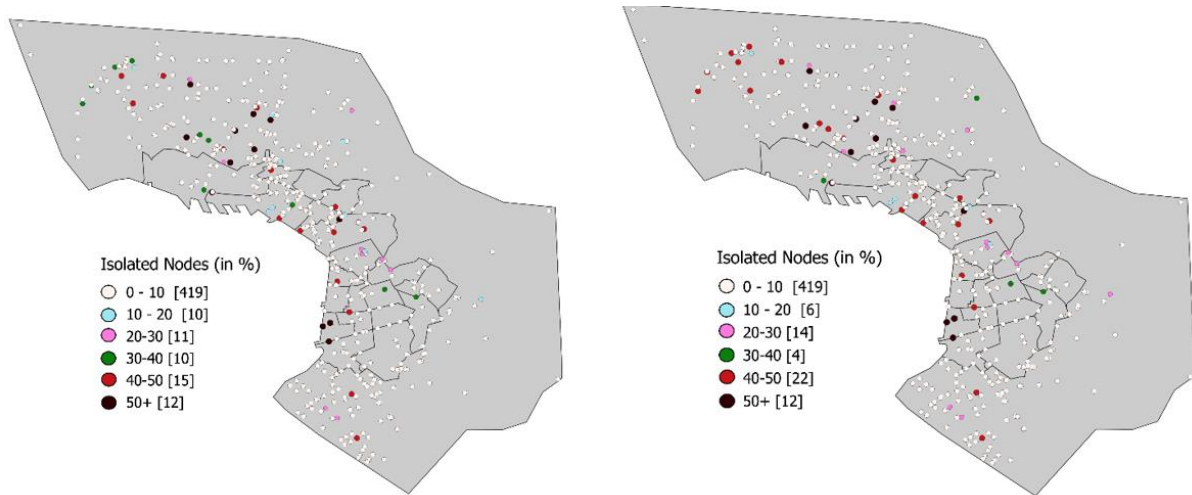 Isolated Nodes (in %)
0 - 10 [419]
10 - 20 [10]
20-30 [11]
30-40 [10]
40-50 [15]
50+ [12]
Isolated Nodes (in %)
0 - 10 [419]
10 - 20 [6]
20-30 [14]
30-40 [4]
40-50 [22]
50+ [12]